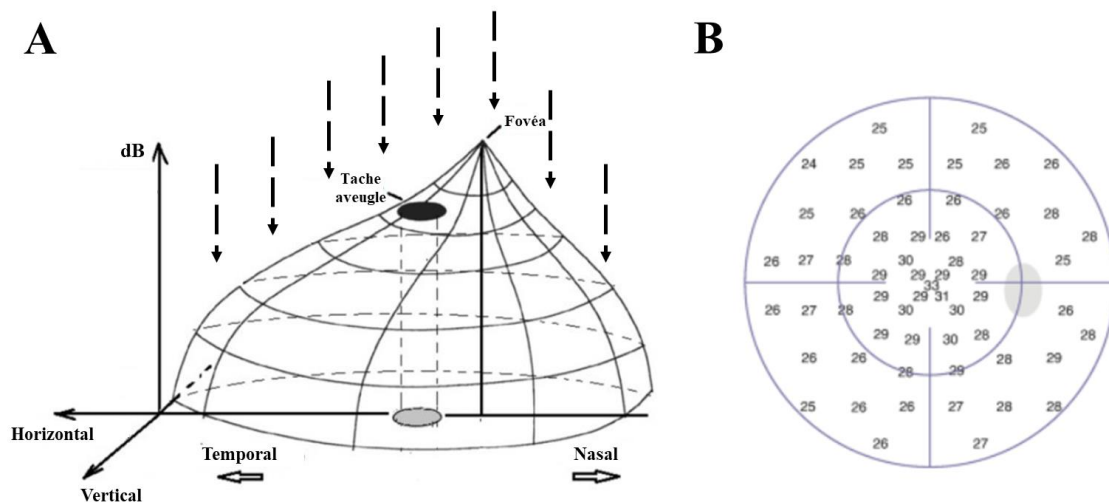 A
Fovéa
dB
Tache
aveugle
Horizontal
Temporal
Nasal
Vertical
B
25 25
24 25 25 25 26 26
26 26
25 26 28
28 29 26 27 28
26 27 28 30 28 25
29 29 29 29
33
29 29 31 29
26 27 28 30 30 26
29 29 30 28 28
26 26 28 29
28 29
25 26 26 27 28 28
26 27